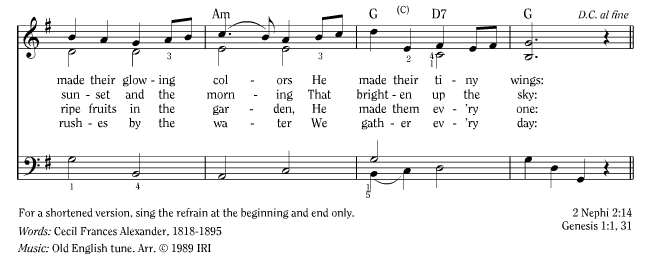 Am G (C) D7 G D.C. al fine
3 3 2 4 1
made their glow - ing col - ors He made their ti - ny wings:
sun - set and the morn - ing That bright - en up the sky:
ripe fruits in the gar - den, He made them ev - 'ry one:
rush - es by the wa - ter We gath - er ev - 'ry day:
1 4 1 5
For a shortened version, sing the refrain at the beginning and end only.
Words: Cecil Frances Alexander, 1818-1895
Music: Old English tune. Arr. © 1989 IRI
2 Nephi 2:14
Genesis 1:1, 31